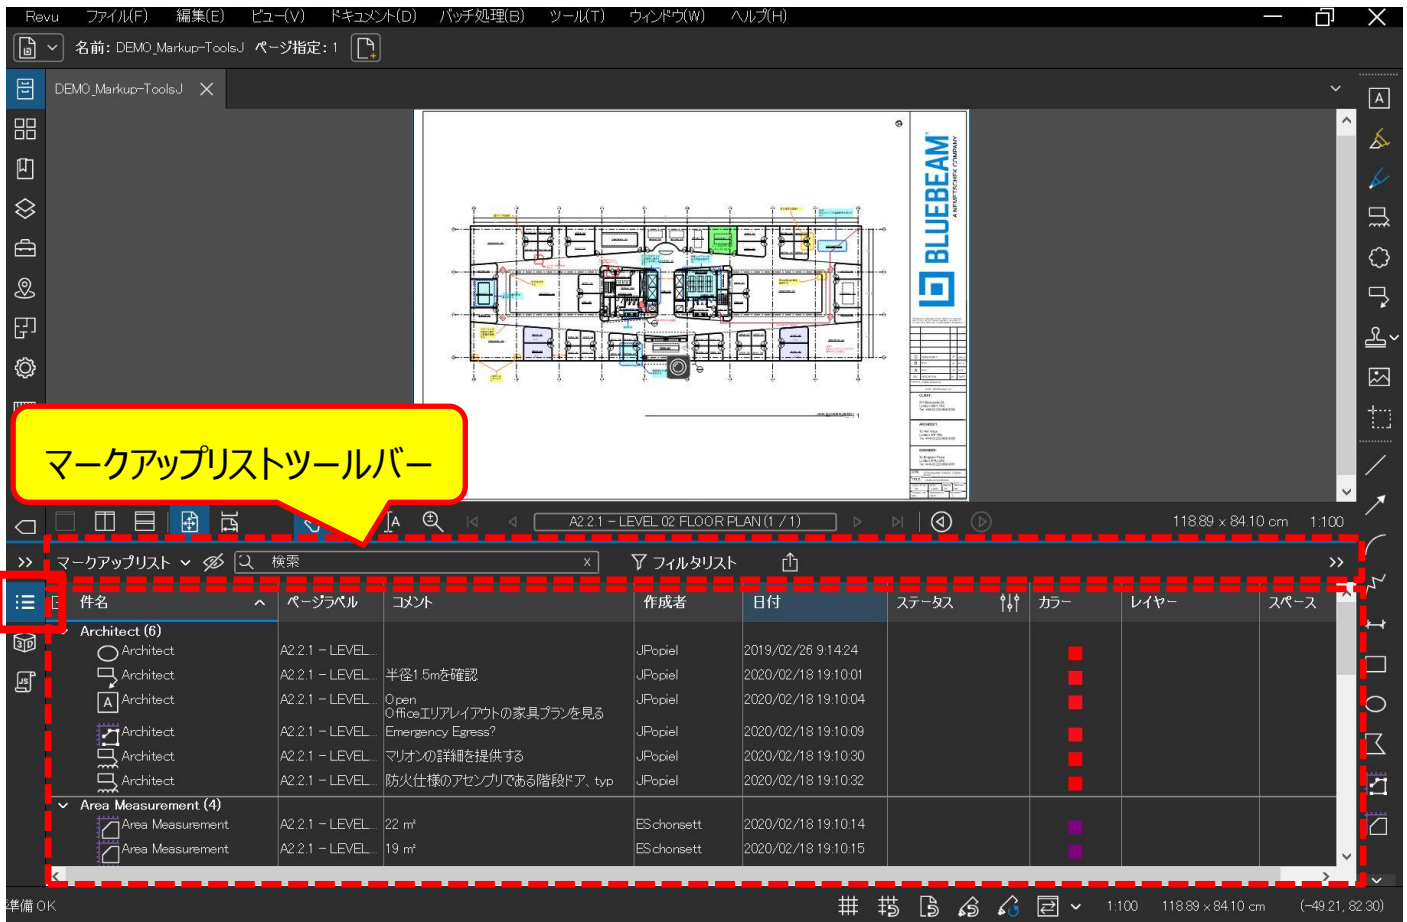 Revu ファイル(F) 編集(E) ビュー(V) ドキュメント(D) バッチ処理(B) ツール(T) ウィンドウ(W) ヘルプ(H)
名前: DEMO_Markup-ToolsJ ページ指定: 1
DEMO_Markup-ToolsJ
BLUEBEAM
A NEMETSCHEK COMPANY
マークアップリストツールバー
A2.2.1 - LEVEL 02 FLOOR PLAN (1 / 1)
118.89 × 84.10 cm 1:100
マークアップリスト 検索 x フィルタリスト
件名 ページラベル コメント 作成者 日付 ステータス カラー レイヤー スペース
Architect (6)
Architect A2.2.1 - LEVEL... JPopiel 2019/02/26 9:14:24
Architect A2.2.1 - LEVEL... 半径1.5mを確認 JPopiel 2020/02/18 19:10:01
Architect A2.2.1 - LEVEL... Open JPopiel 2020/02/18 19:10:04
Officeエリアレイアウトの家具プランを見る
Architect A2.2.1 - LEVEL... Emergency Egress? JPopiel 2020/02/18 19:10:09
Architect A2.2.1 - LEVEL... マリオンの詳細を提供する JPopiel 2020/02/18 19:10:30
Architect A2.2.1 - LEVEL... 防火仕様のアセンブリである階段ドア、typ JPopiel 2020/02/18 19:10:32
Area Measurement (4)
Area Measurement A2.2.1 - LEVEL... 22 m² ESchonsett 2020/02/18 19:10:14
Area Measurement A2.2.1 - LEVEL... 19 m² ESchonsett 2020/02/18 19:10:15
準備 OK
1:100 118.89 × 84.10 cm (-49.21, 82.30)